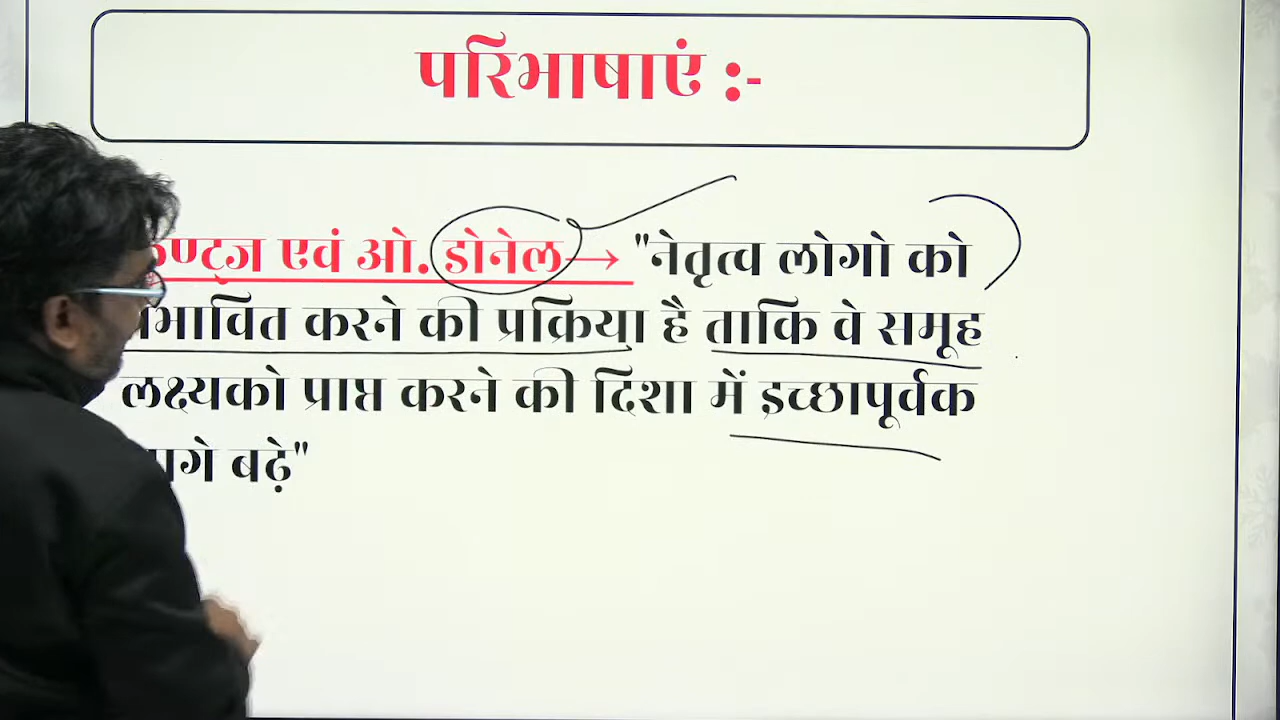 परिभाषाएं :-
एवं ओ. डोनेल→ "नेतृत्व लोगो को
करने की प्रक्रिया है ताकि वे समूह
लक्ष्यको प्राप्त करने की दिशा में इच्छापूर्वक
बढ़े"